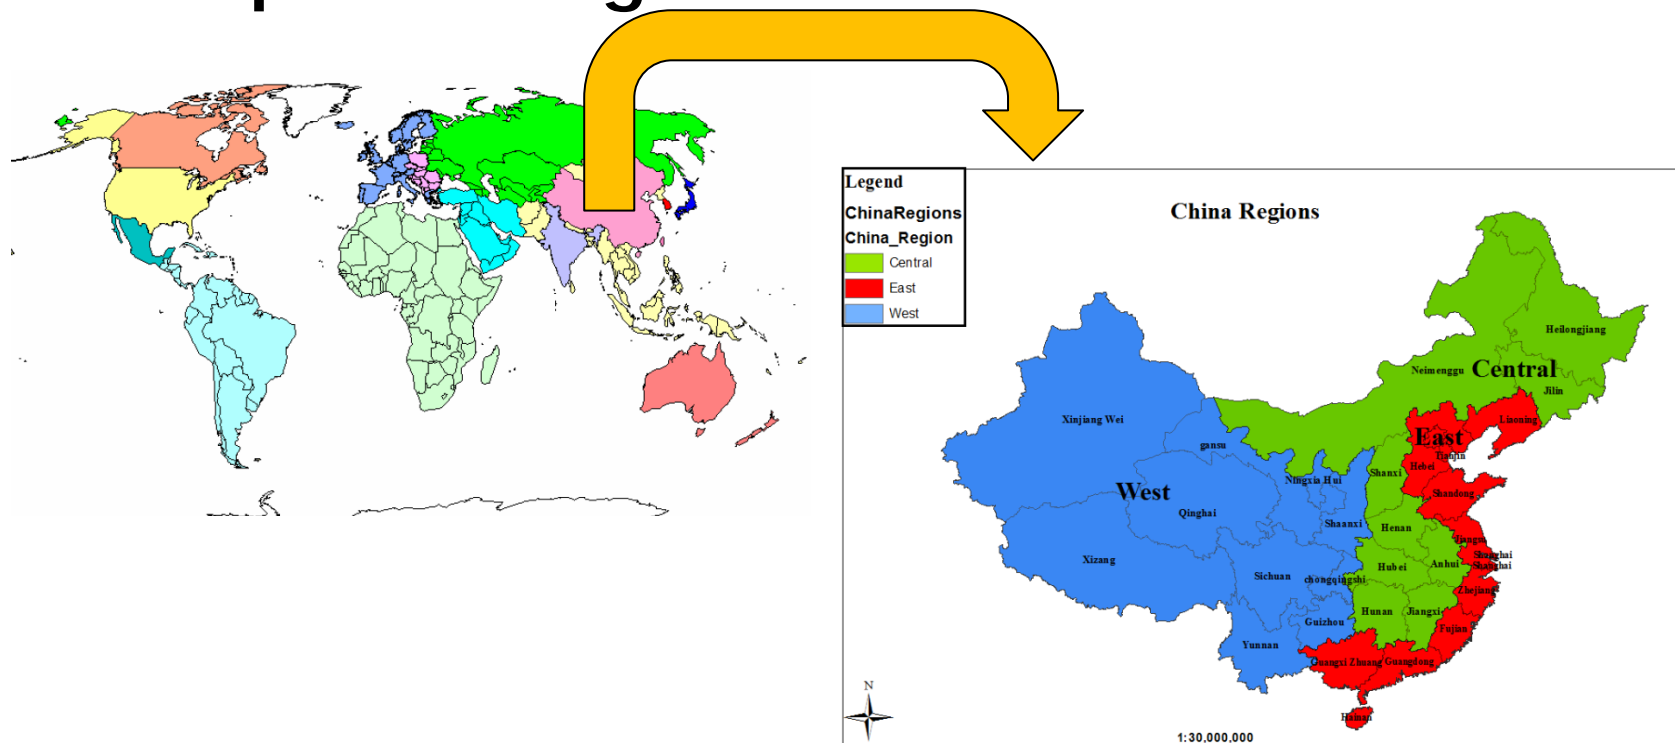 Legend
ChinaRegions
China_Region
Central
East
West
China Regions
Heilongjiang
Neimenggu
Central
Jilin
Xinjiang Wei
Liaoning
East
gansu
Tianjin
Hebei
Shanxi
Ningxia Hui
West
Shandong
Qinghai
Shaanxi
Henan
Jiangsu
Shanghai
Shanghai
Xizang
Anhui
Hubei
Sichuan
chongqingshi
Zhejiang
Hunan
Jiangxi
Guizhou
Fujian
Yunnan
Guangxi Zhuang
Guangdong
N
Hainan
1:30,000,000